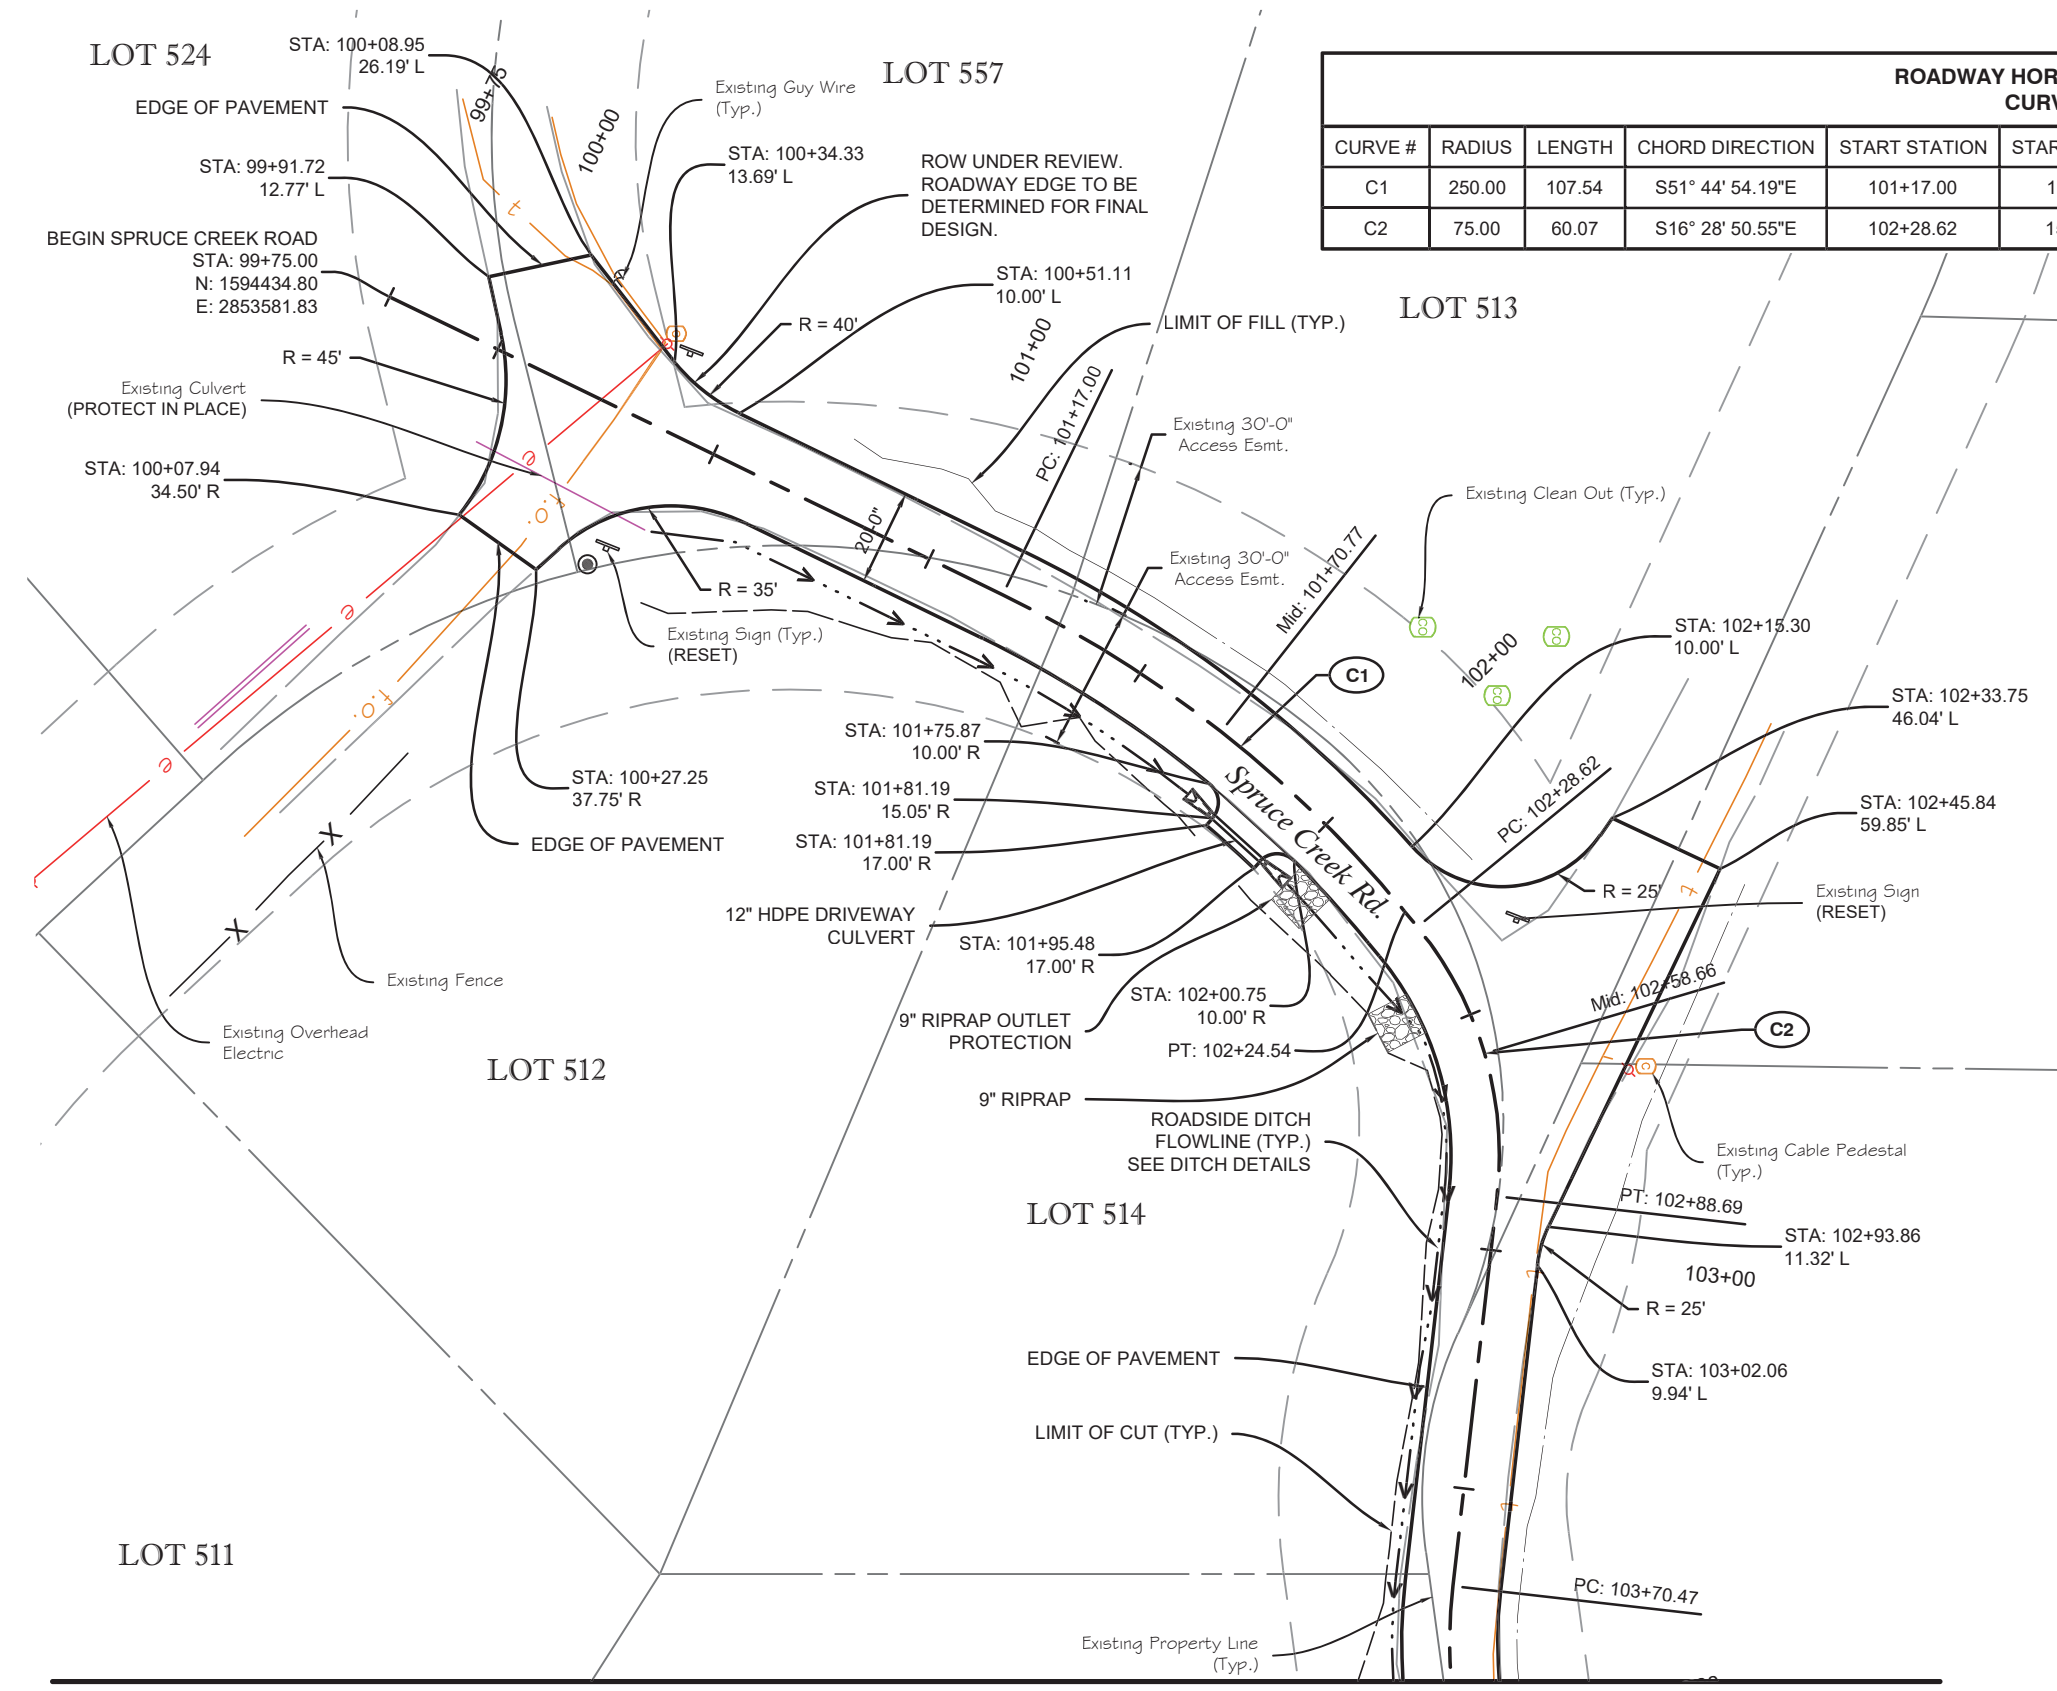 LOT 524
STA: 100+08.95
26.19' L
EDGE OF PAVEMENT
STA: 99+91.72
12.77' L
BEGIN SPRUCE CREEK ROAD
STA: 99+75.00
N: 1594434.80
E: 2853581.83
R = 45'
Existing Culvert
(PROTECT IN PLACE)
STA: 100+07.94
34.50' R
99+75
100+00
Existing Guy Wire
(Typ.)
STA: 100+34.33
13.69' L
LOT 557
ROW UNDER REVIEW.
ROADWAY EDGE TO BE
DETERMINED FOR FINAL
DESIGN.
STA: 100+51.11
10.00' L
R = 40'
101+00
LIMIT OF FILL (TYP.)
PC: 101+17.00
ROADWAY HOR
CURV
CURVE # RADIUS LENGTH CHORD DIRECTION START STATION STAR
C1 250.00 107.54 S51° 44' 54.19"E 101+17.00 1
C2 75.00 60.07 S16° 28' 50.55"E 102+28.62 1
LOT 513
Existing 30'-0"
Access Esmt.
Existing Clean Out (Typ.)
Existing 30'-0"
Access Esmt.
Mid: 101+70.77
20'-0"
R = 35'
Existing Sign (Typ.)
(RESET)
t
e
f.o.
e
f.o.
e
X
X
CO
CO
CO
102+00
C1
STA: 102+15.30
10.00' L
STA: 102+33.75
46.04' L
STA: 101+75.87
10.00' R
STA: 101+81.19
15.05' R
STA: 101+81.19
17.00' R
STA: 100+27.25
37.75' R
EDGE OF PAVEMENT
Spruce Creek Rd.
PC: 102+28.62
STA: 102+45.84
59.85' L
R = 25'
t
Existing Sign
(RESET)
12" HDPE DRIVEWAY
CULVERT
STA: 101+95.48
17.00' R
STA: 102+00.75
10.00' R
9" RIPRAP OUTLET
PROTECTION
PT: 102+24.54
9" RIPRAP
Existing Fence
Existing Overhead
Electric
LOT 512
Mid: 102+58.66
C2
C
C
ROADSIDE DITCH
FLOWLINE (TYP.)
SEE DITCH DETAILS
Existing Cable Pedestal
(Typ.)
LOT 514
PT: 102+88.69
STA: 102+93.86
11.32' L
103+00
R = 25'
EDGE OF PAVEMENT
STA: 103+02.06
9.94' L
LIMIT OF CUT (TYP.)
LOT 511
PC: 103+70.47
Existing Property Line
(Typ.)